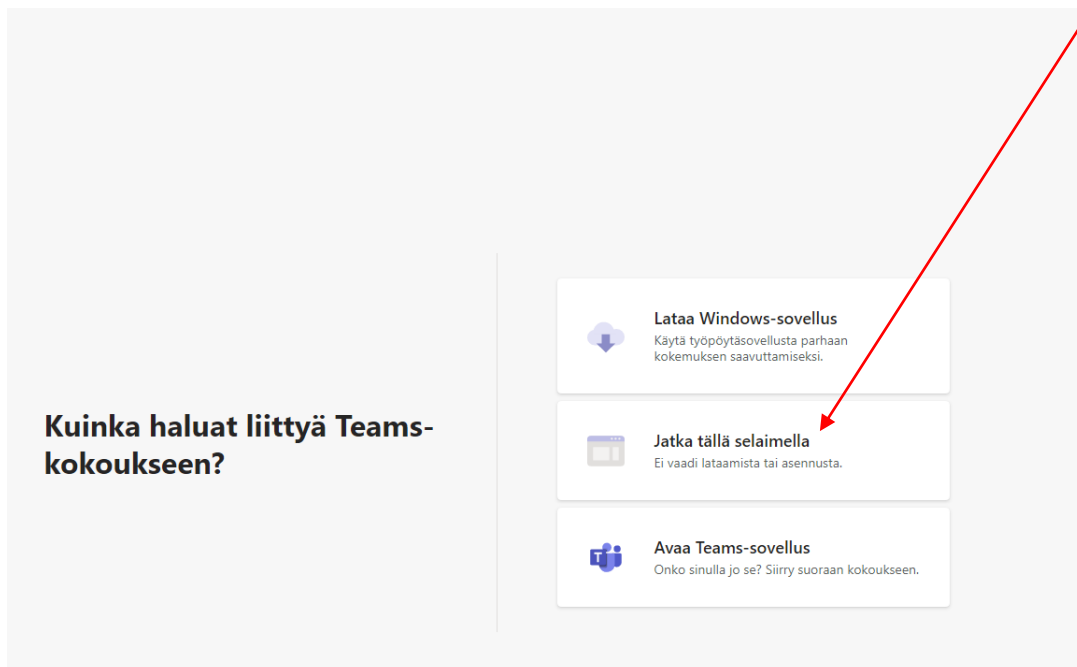 Kuinka haluat liittyä Teams-
kokoukseen?
Lataa Windows-sovellus
Käytä työpöytäsovellusta parhaan
kokemuksen saavuttamiseksi.
Jatka tällä selaimella
Ei vaadi lataamista tai asennusta.
Avaa Teams-sovellus
Onko sinulla jo se? Siirry suoraan kokoukseen.